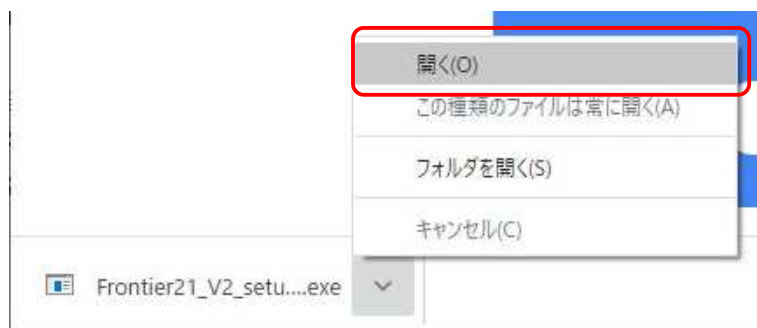 開く(O)
この種類のファイルは常に開く(A)
フォルダを開く(S)
キャンセル(C)
Frontier21_V2_setu....exe